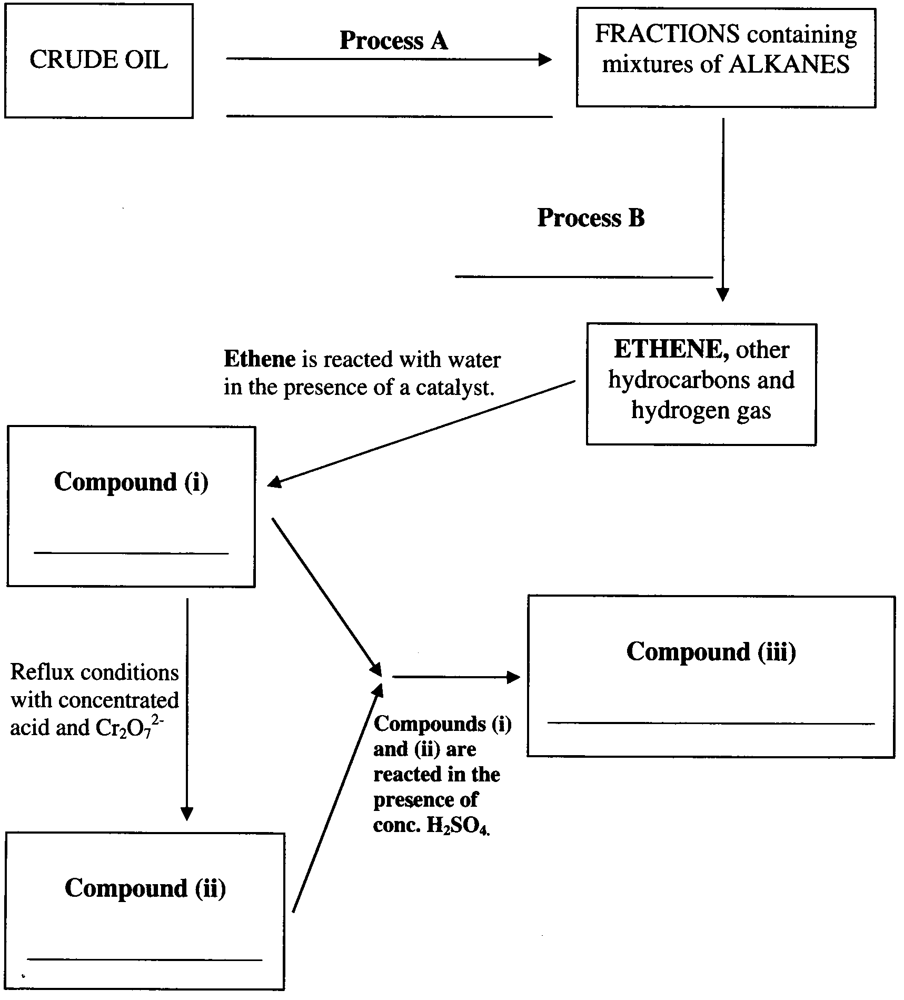 CRUDE OIL
Process A
FRACTIONS containing
mixtures of ALKANES
Process B
ETHENE, other
hydrocarbons and
hydrogen gas
Ethene is reacted with water
in the presence of a catalyst.
Compound (i)
Reflux conditions
with concentrated
acid and Cr₂O₇²⁻
Compound (iii)
Compounds (i)
and (ii) are
reacted in the
presence of
conc. H₂SO₄.
Compound (ii)